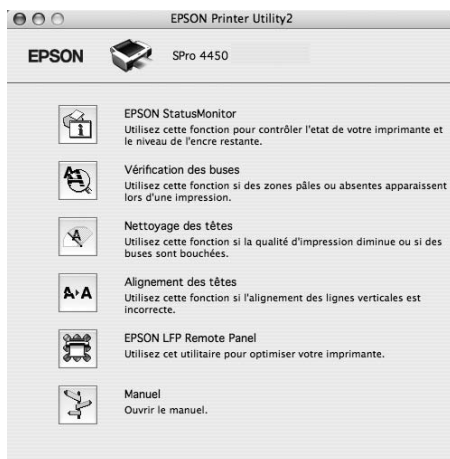 EPSON Printer Utility2
EPSON SPro 4450
EPSON StatusMonitor
Utilisez cette fonction pour contrôler l'etat de votre imprimante et
le niveau de l'encre restante.
Vérification des buses
Utilisez cette fonction si des zones pâles ou absentes apparaissent
lors d'une impression.
Nettoyage des têtes
Utilisez cette fonction si la qualité d'impression diminue ou si des
buses sont bouchées.
Alignement des têtes
Utilisez cette fonction si l'alignement des lignes verticales est
incorrecte.
EPSON LFP Remote Panel
Utilisez cet utilitaire pour optimiser votre imprimante.
Manuel
Ouvrir le manuel.